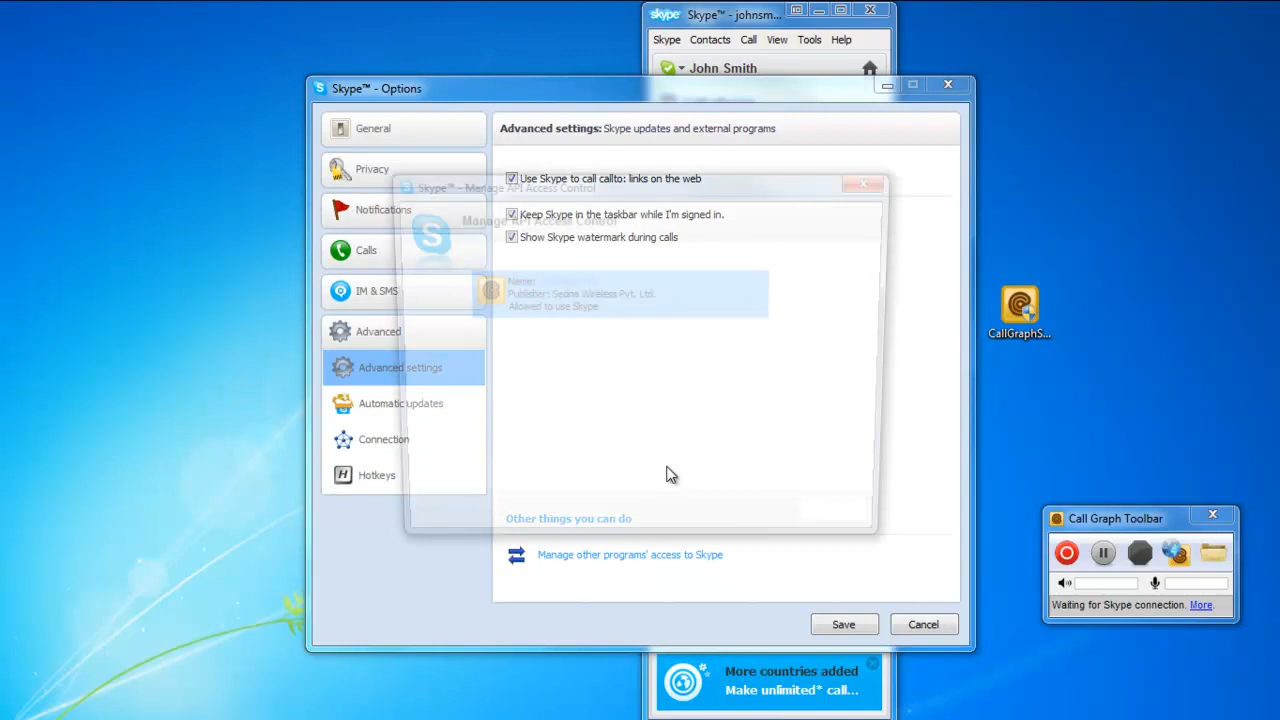 skype Skype™ - johnsm...
Skype Contacts Call View Tools Help
John Smith
Skype™ - Options
General
Privacy
Notifications
Calls
IM & SMS
Advanced
Advanced settings
Automatic updates
Connection
H Hotkeys
Advanced settings: Skype updates and external programs
Use Skype to call callto: links on the web
Skype™ - Manage API Access Control
Keep Skype in the taskbar while I'm signed in.
Manage API Access Control
Show Skype watermark during calls
Name:
Publisher: Sedna Wireless Pvt. Ltd.
Allowed to use Skype
Other things you can do
Manage other programs' access to Skype
Save Cancel
CallGraphS...
Call Graph Toolbar
Waiting for Skype connection. More.
More countries added
Make unlimited* call...